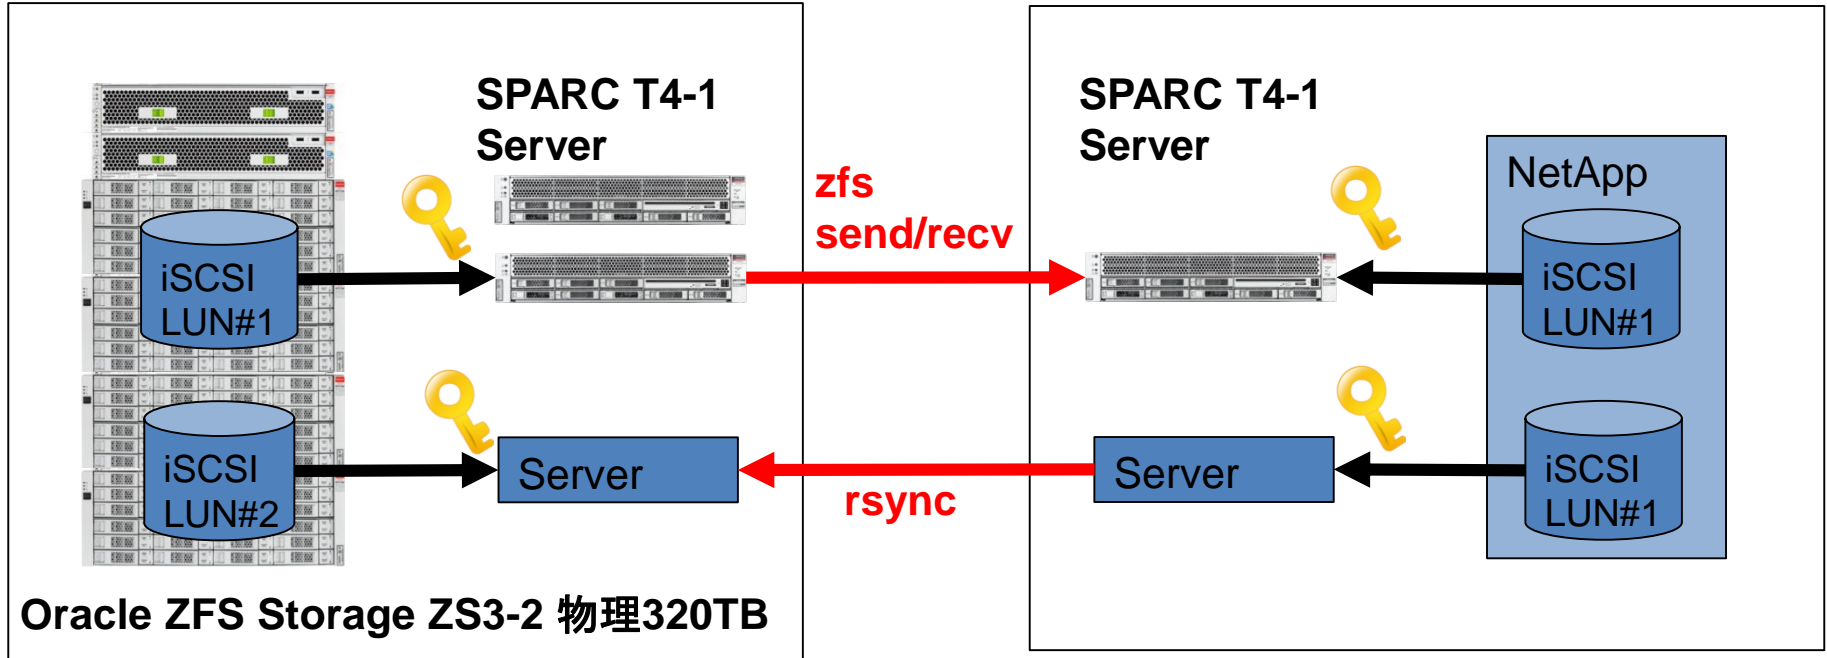 SPARC T4-1
Server
SPARC T4-1
Server
zfs
send/recv
NetApp
iSCSI
LUN#1
iSCSI
LUN#1
iSCSI
LUN#2
Server
rsync
Server
iSCSI
LUN#1
Oracle ZFS Storage ZS3-2 物理320TB